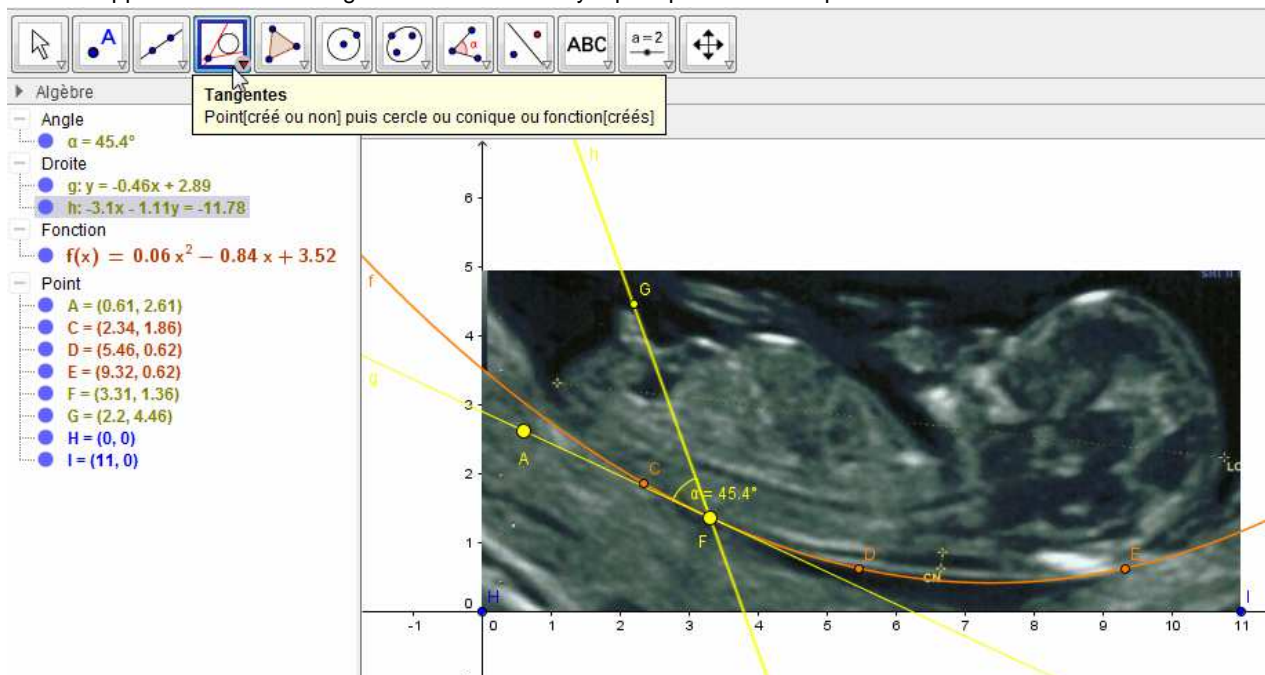 A
ABC
a = 2
Algèbre
Tangentes
Point[créé ou non] puis cercle ou conique ou fonction[créés]
Angle
α = 45.4°
Droite
g: y = -0.46x + 2.89
h: -3.1x - 1.11y = -11.78
Fonction
f(x) = 0.06 x² − 0.84 x + 3.52
Point
A = (0.61, 2.61)
C = (2.34, 1.86)
D = (5.46, 0.62)
E = (9.32, 0.62)
F = (3.31, 1.36)
G = (2.2, 4.46)
H = (0, 0)
I = (11, 0)
h
6
5
f
G
4
g
3
A
LC
2
C
α = 45.4°
F
1
D
E
CN
0
H
I
-1
0
1
2
3
4
5
6
7
8
9
10
11